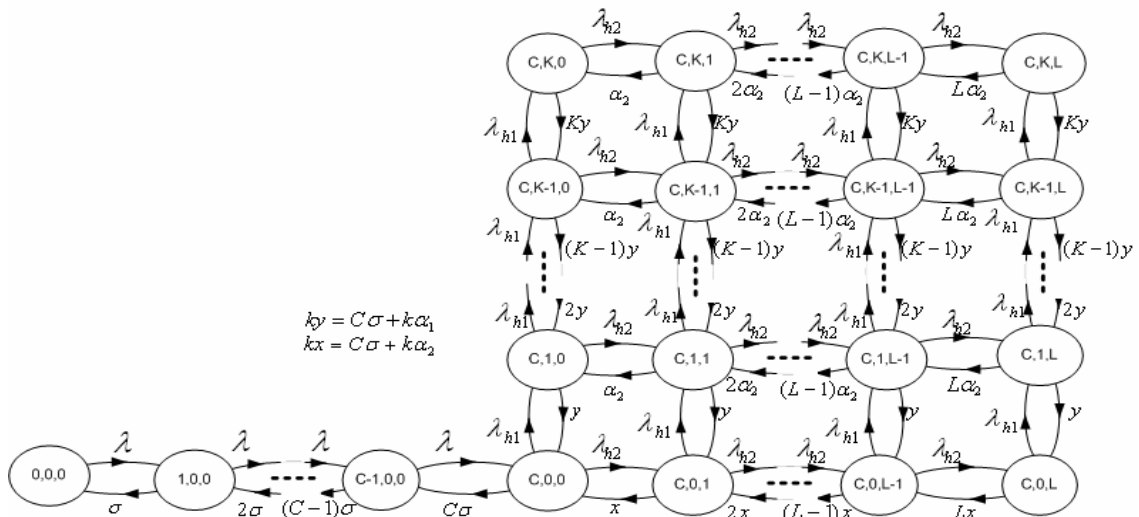 λh2 λh2 λh2 λh2
C,K,0 C,K,1 C,K,L-1 C,K,L
α2 2α2 (L-1)α2 Lα2
λh1 Ky λh1 Ky λh1 Ky λh1 Ky
λh2 λh2 λh2 λh2
C,K-1,0 C,K-1,1 C,K-1,L-1 C,K-1,L
α2 2α2 (L-1)α2 Lα2
λh1 (K-1)y λh1 (K-1)y λh1 (K-1)y λh1 (K-1)y
ky = Cσ + kα1
kx = Cσ + kα2
λh1 2y λh1 2y λh1 2y λh1 2y
λh2 λh2 λh2 λh2
C,1,0 C,1,1 C,1,L-1 C,1,L
α2 2α2 (L-1)α2 Lα2
λh1 y λh1 y λh1 y λh1 y
λ λ λ λ λh2 λh2 λh2 λh2
0,0,0 1,0,0 C-1,0,0 C,0,0 C,0,1 C,0,L-1 C,0,L
σ 2σ (C-1)σ Cσ x 2x (L-1)x Lx